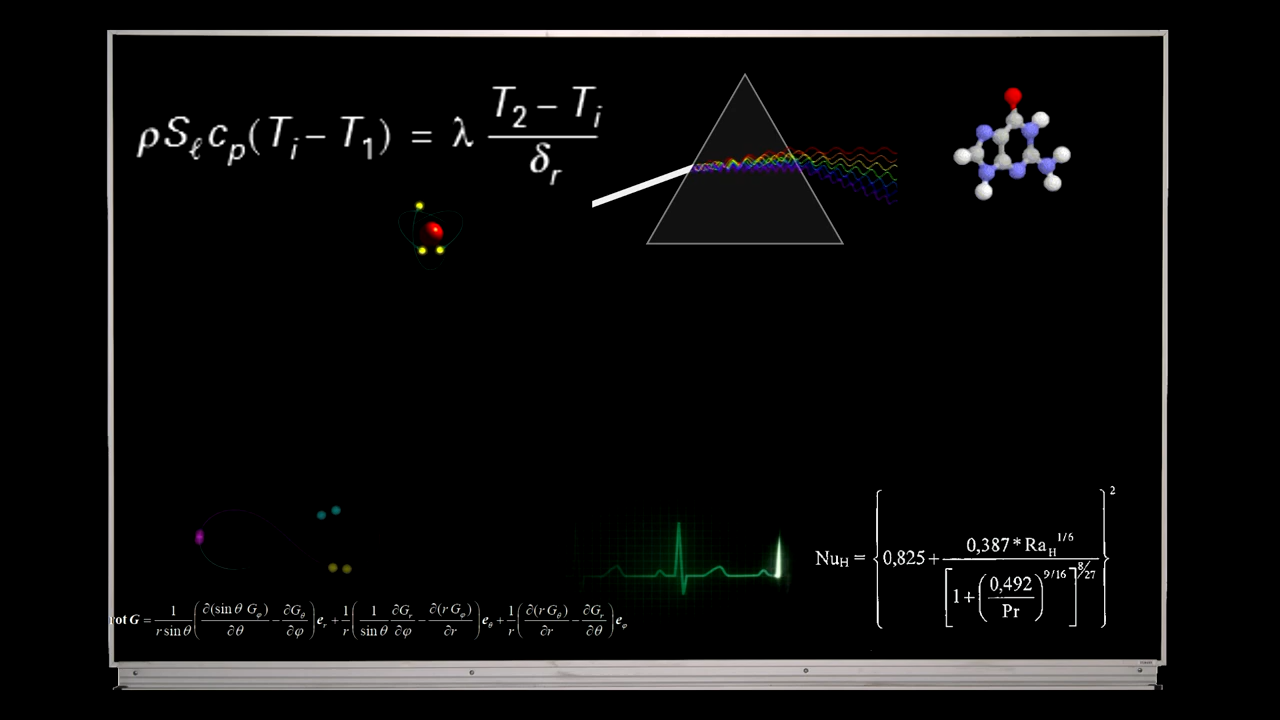 ρS_ℓ c_p(T_i − T_1) = λ (T_2 − T_i)/δ_r
Nu_H = {0,825 + (0,387 * Ra_H^{1/6})/[1 + (0,492/Pr)^{9/16}]^{8/27}}^2
rot G = 1/(r sin θ) (∂(sin θ G_φ)/∂θ − ∂G_θ/∂φ) e_r + 1/r (1/(sin θ) ∂G_r/∂φ − ∂(r G_φ)/∂r) e_θ + 1/r (∂(r G_θ)/∂r − ∂G_r/∂θ) e_φ